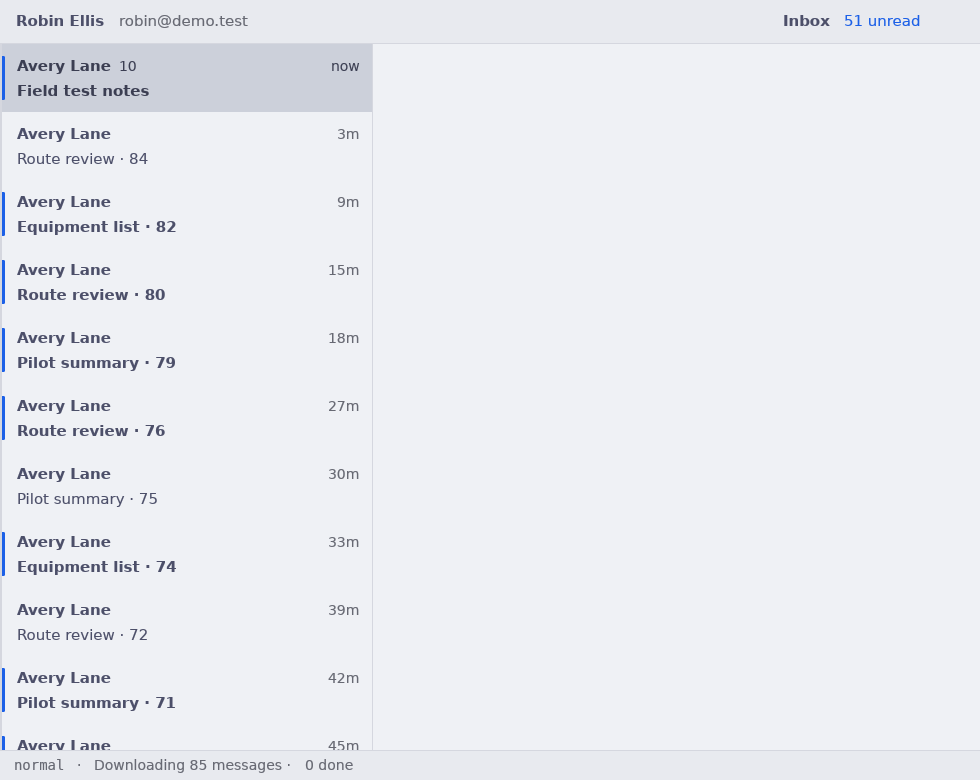 Robin Ellis robin@demo.test Inbox 51 unread
Avery Lane 10 now
Field test notes
Avery Lane 3m
Route review · 84
Avery Lane 9m
Equipment list · 82
Avery Lane 15m
Route review · 80
Avery Lane 18m
Pilot summary · 79
Avery Lane 27m
Route review · 76
Avery Lane 30m
Pilot summary · 75
Avery Lane 33m
Equipment list · 74
Avery Lane 39m
Route review · 72
Avery Lane 42m
Pilot summary · 71
Avery Lane 45m
normal · Downloading 85 messages · 0 done